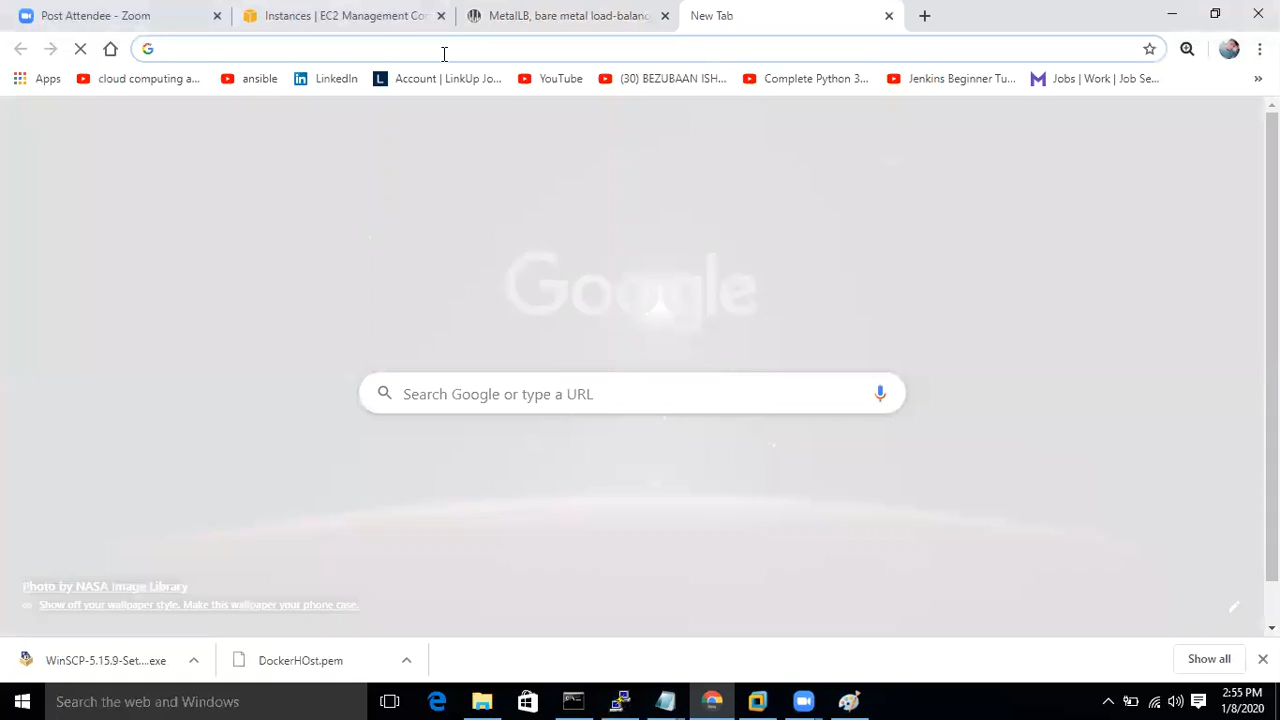 Post Attendee - Zoom
Instances | EC2 Management Con
MetalLB, bare metal load-balanc
New Tab
Apps
cloud computing a...
ansible
LinkedIn
Account | LinkUp Jo...
YouTube
(30) BEZUBAAN ISH...
Complete Python 3...
Jenkins Beginner Tu...
Jobs | Work | Job Se...
»
Google
Search Google or type a URL
Photo by NASA Image Library
Show off your wallpaper style. Make this wallpaper your phone case.
WinSCP-5.15.9-Set....exe
DockerHOst.pem
Show all
Search the web and Windows
2:55 PM
1/8/2020